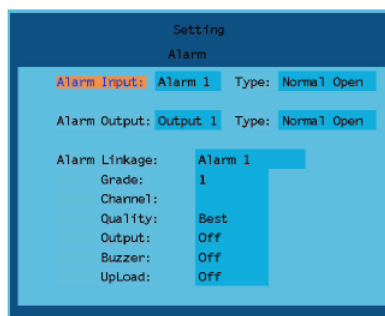 Setting
Alarm
Alarm Input: Alarm 1 Type: Normal Open
Alarm Output: Output 1 Type: Normal Open
Alarm Linkage: Alarm 1
Grade: 1
Channel:
Quality: Best
Output: Off
Buzzer: Off
UpLoad: Off